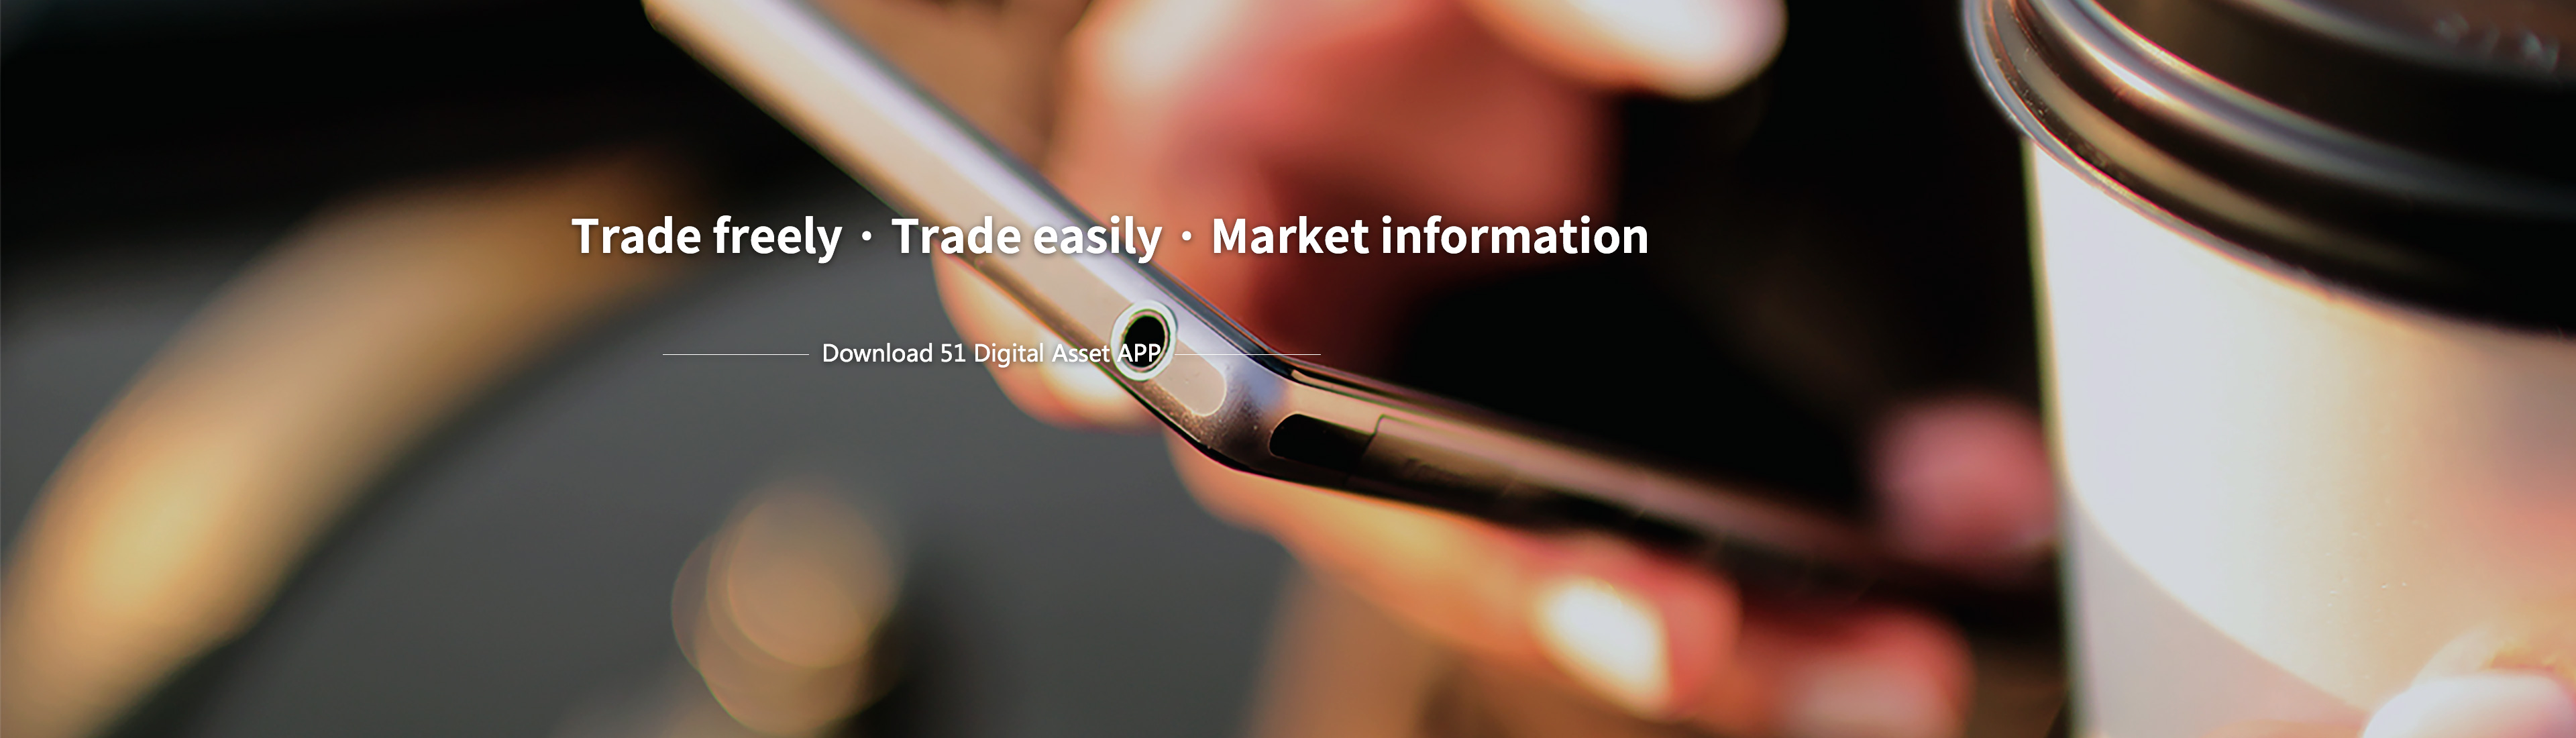 Trade freely · Trade easily · Market information
Download 51 Digital Asset APP